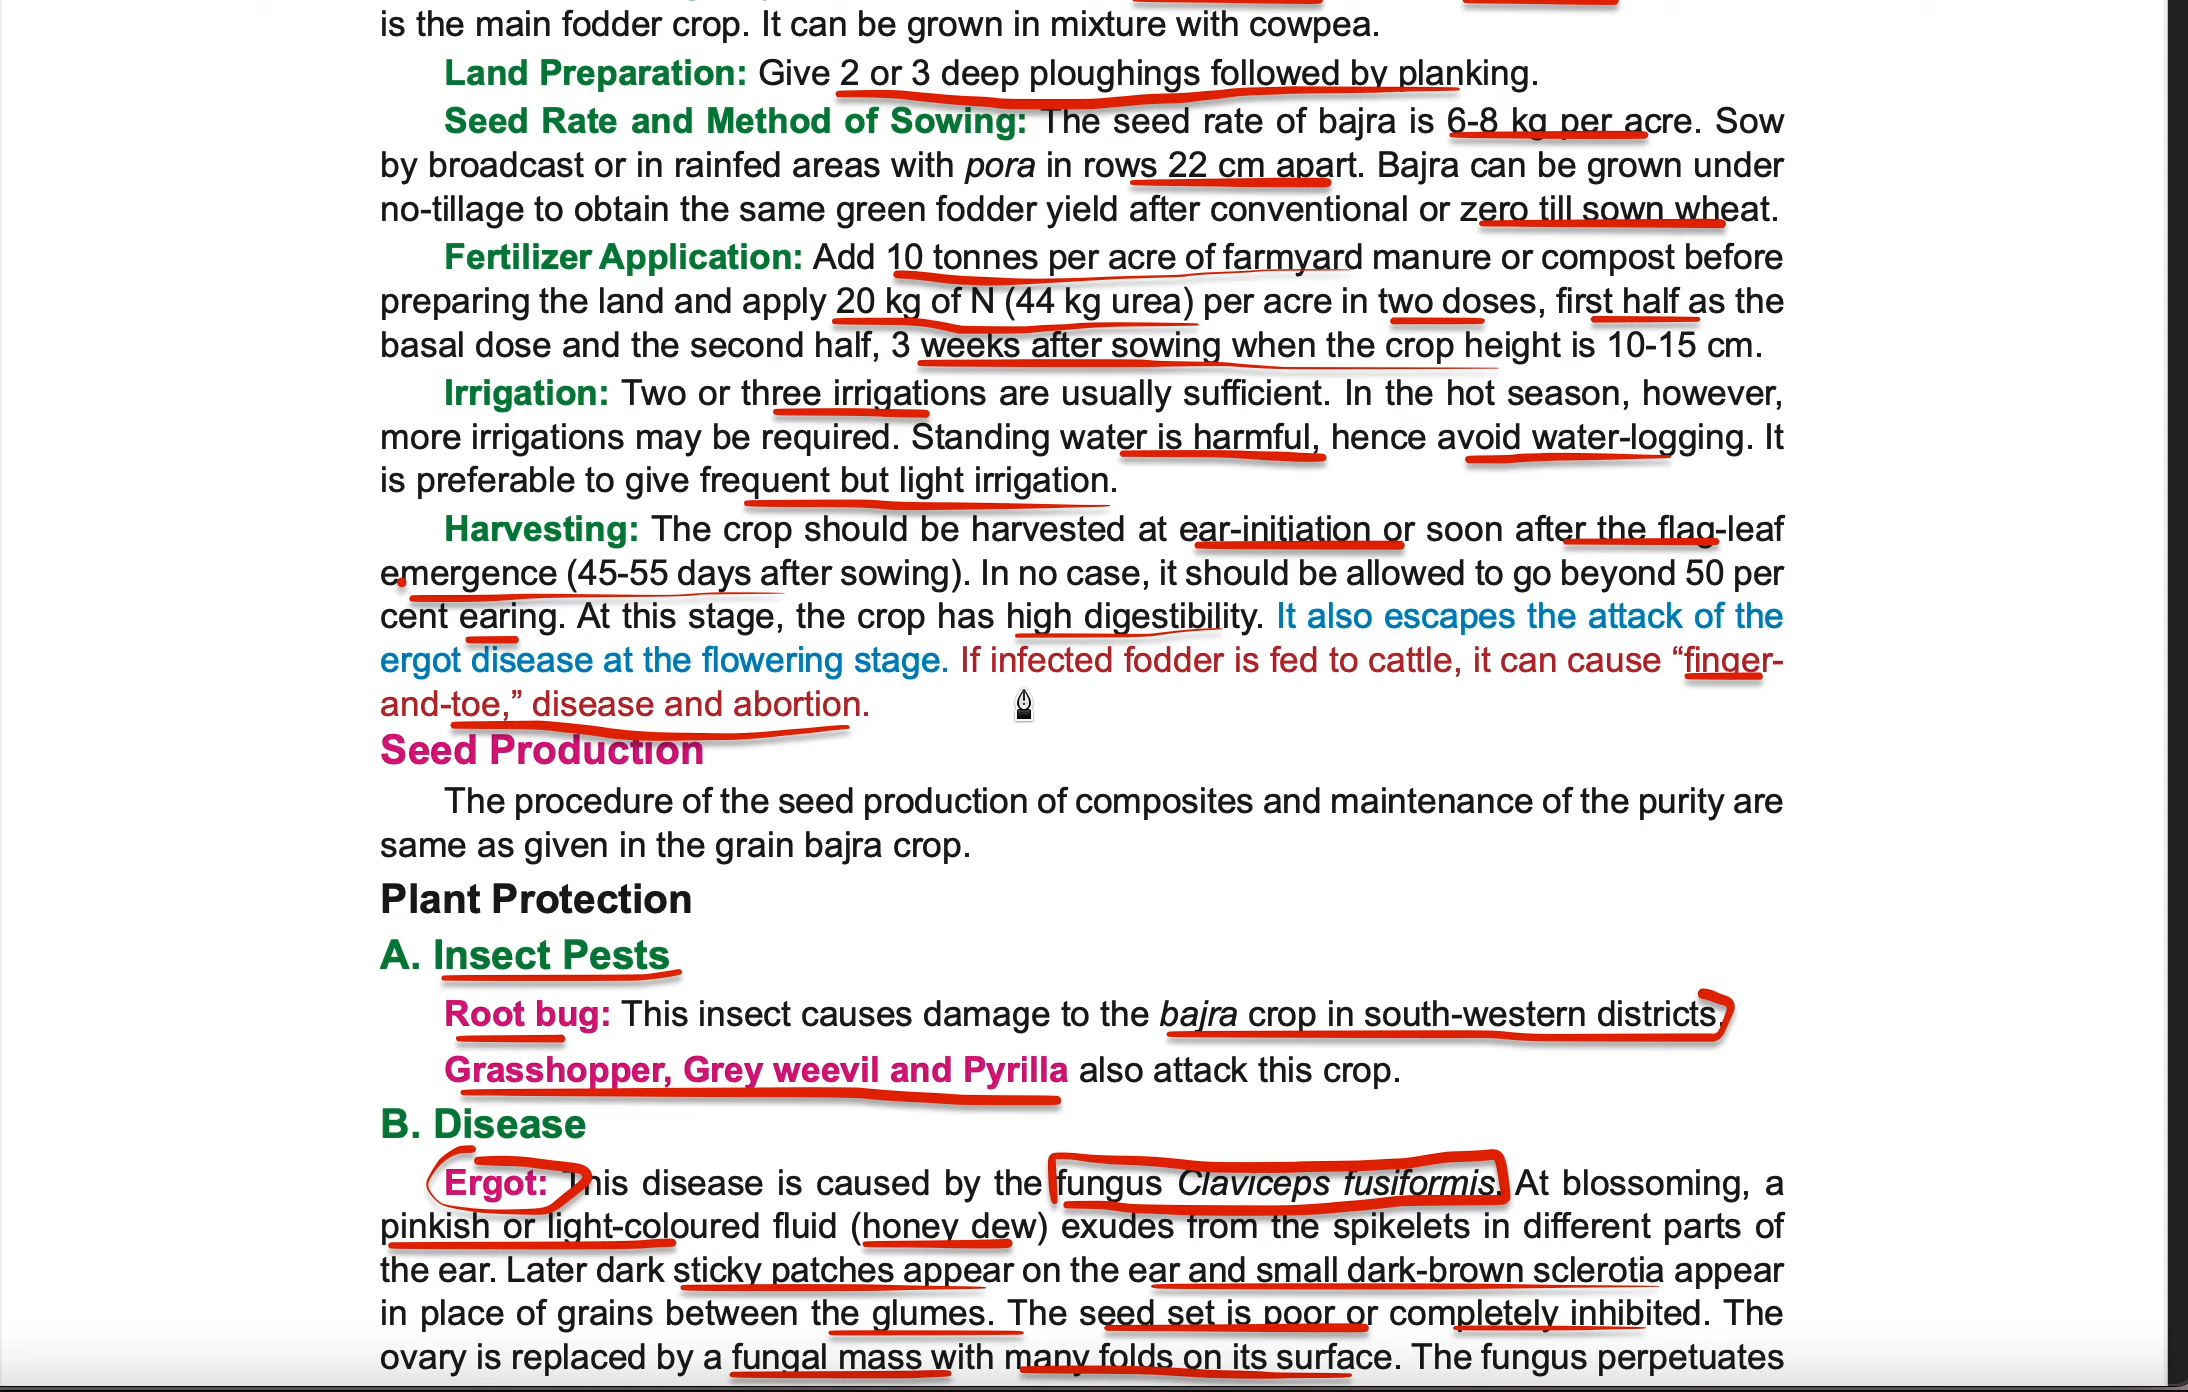 is the main fodder crop. It can be grown in mixture with cowpea.
Land Preparation: Give 2 or 3 deep ploughings followed by planking.
Seed Rate and Method of Sowing: The seed rate of bajra is 6-8 kg per acre. Sow
by broadcast or in rainfed areas with pora in rows 22 cm apart. Bajra can be grown under
no-tillage to obtain the same green fodder yield after conventional or zero till sown wheat.
Fertilizer Application: Add 10 tonnes per acre of farmyard manure or compost before
preparing the land and apply 20 kg of N (44 kg urea) per acre in two doses, first half as the
basal dose and the second half, 3 weeks after sowing when the crop height is 10-15 cm.
Irrigation: Two or three irrigations are usually sufficient. In the hot season, however,
more irrigations may be required. Standing water is harmful, hence avoid water-logging. It
is preferable to give frequent but light irrigation.
Harvesting: The crop should be harvested at ear-initiation or soon after the flag-leaf
emergence (45-55 days after sowing). In no case, it should be allowed to go beyond 50 per
cent earing. At this stage, the crop has high digestibility. It also escapes the attack of the
ergot disease at the flowering stage. If infected fodder is fed to cattle, it can cause “finger-
and-toe,” disease and abortion.
Seed Production
The procedure of the seed production of composites and maintenance of the purity are
same as given in the grain bajra crop.
Plant Protection
A. Insect Pests
Root bug: This insect causes damage to the bajra crop in south-western districts.
Grasshopper, Grey weevil and Pyrilla also attack this crop.
B. Disease
Ergot: This disease is caused by the fungus Claviceps fusiformis. At blossoming, a
pinkish or light-coloured fluid (honey dew) exudes from the spikelets in different parts of
the ear. Later dark sticky patches appear on the ear and small dark-brown sclerotia appear
in place of grains between the glumes. The seed set is poor or completely inhibited. The
ovary is replaced by a fungal mass with many folds on its surface. The fungus perpetuates